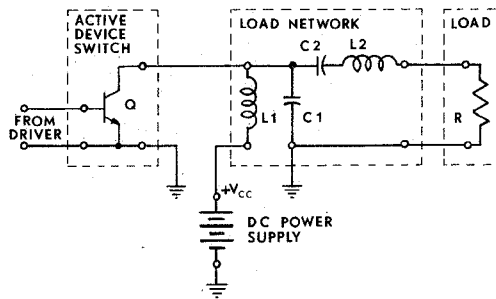 ACTIVE
DEVICE
SWITCH
LOAD NETWORK
LOAD
C2
L2
Q
FROM
DRIVER
L1
C1
R
+VCC
DC POWER
SUPPLY